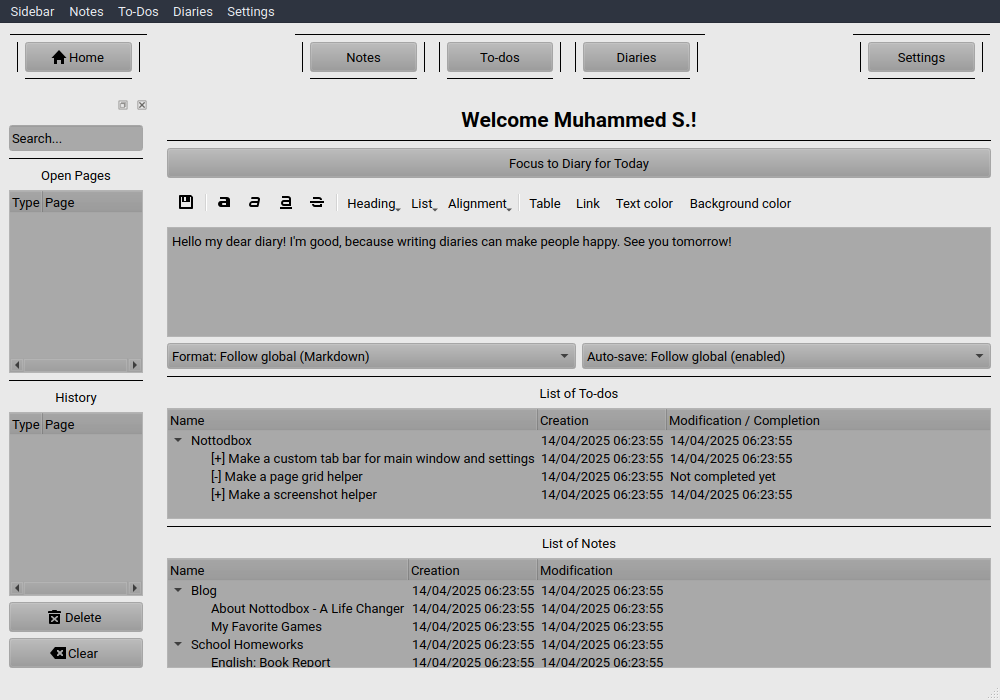 Sidebar Notes To-Dos Diaries Settings
Home Notes To-dos Diaries Settings
Search...
Open Pages
Type Page
History
Type Page
Delete
Clear
Welcome Muhammed S.!
Focus to Diary for Today
a a a a Heading List Alignment Table Link Text color Background color
Hello my dear diary! I'm good, because writing diaries can make people happy. See you tomorrow!
Format: Follow global (Markdown) Auto-save: Follow global (enabled)
List of To-dos
Name Creation Modification / Completion
Nottodbox 14/04/2025 06:23:55 14/04/2025 06:23:55
[+] Make a custom tab bar for main window and settings 14/04/2025 06:23:55 14/04/2025 06:23:55
[-] Make a page grid helper 14/04/2025 06:23:55 Not completed yet
[+] Make a screenshot helper 14/04/2025 06:23:55 14/04/2025 06:23:55
List of Notes
Name Creation Modification
Blog 14/04/2025 06:23:55 14/04/2025 06:23:55
About Nottodbox - A Life Changer 14/04/2025 06:23:55 14/04/2025 06:23:55
My Favorite Games 14/04/2025 06:23:55 14/04/2025 06:23:55
School Homeworks 14/04/2025 06:23:55 14/04/2025 06:23:55
English: Book Report 14/04/2025 06:23:55 14/04/2025 06:23:55